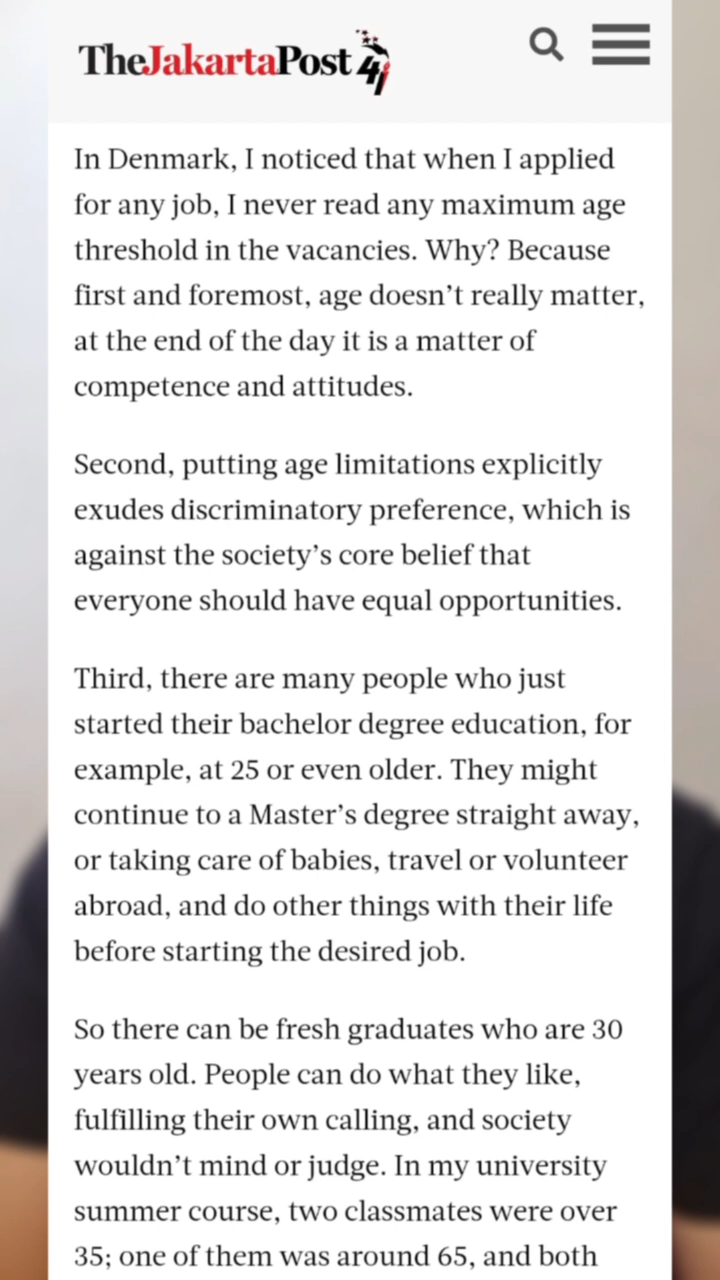 TheJakartaPost 41
In Denmark, I noticed that when I applied
for any job, I never read any maximum age
threshold in the vacancies. Why? Because
first and foremost, age doesn’t really matter,
at the end of the day it is a matter of
competence and attitudes.
Second, putting age limitations explicitly
exudes discriminatory preference, which is
against the society’s core belief that
everyone should have equal opportunities.
Third, there are many people who just
started their bachelor degree education, for
example, at 25 or even older. They might
continue to a Master’s degree straight away,
or taking care of babies, travel or volunteer
abroad, and do other things with their life
before starting the desired job.
So there can be fresh graduates who are 30
years old. People can do what they like,
fulfilling their own calling, and society
wouldn’t mind or judge. In my university
summer course, two classmates were over
35; one of them was around 65, and both